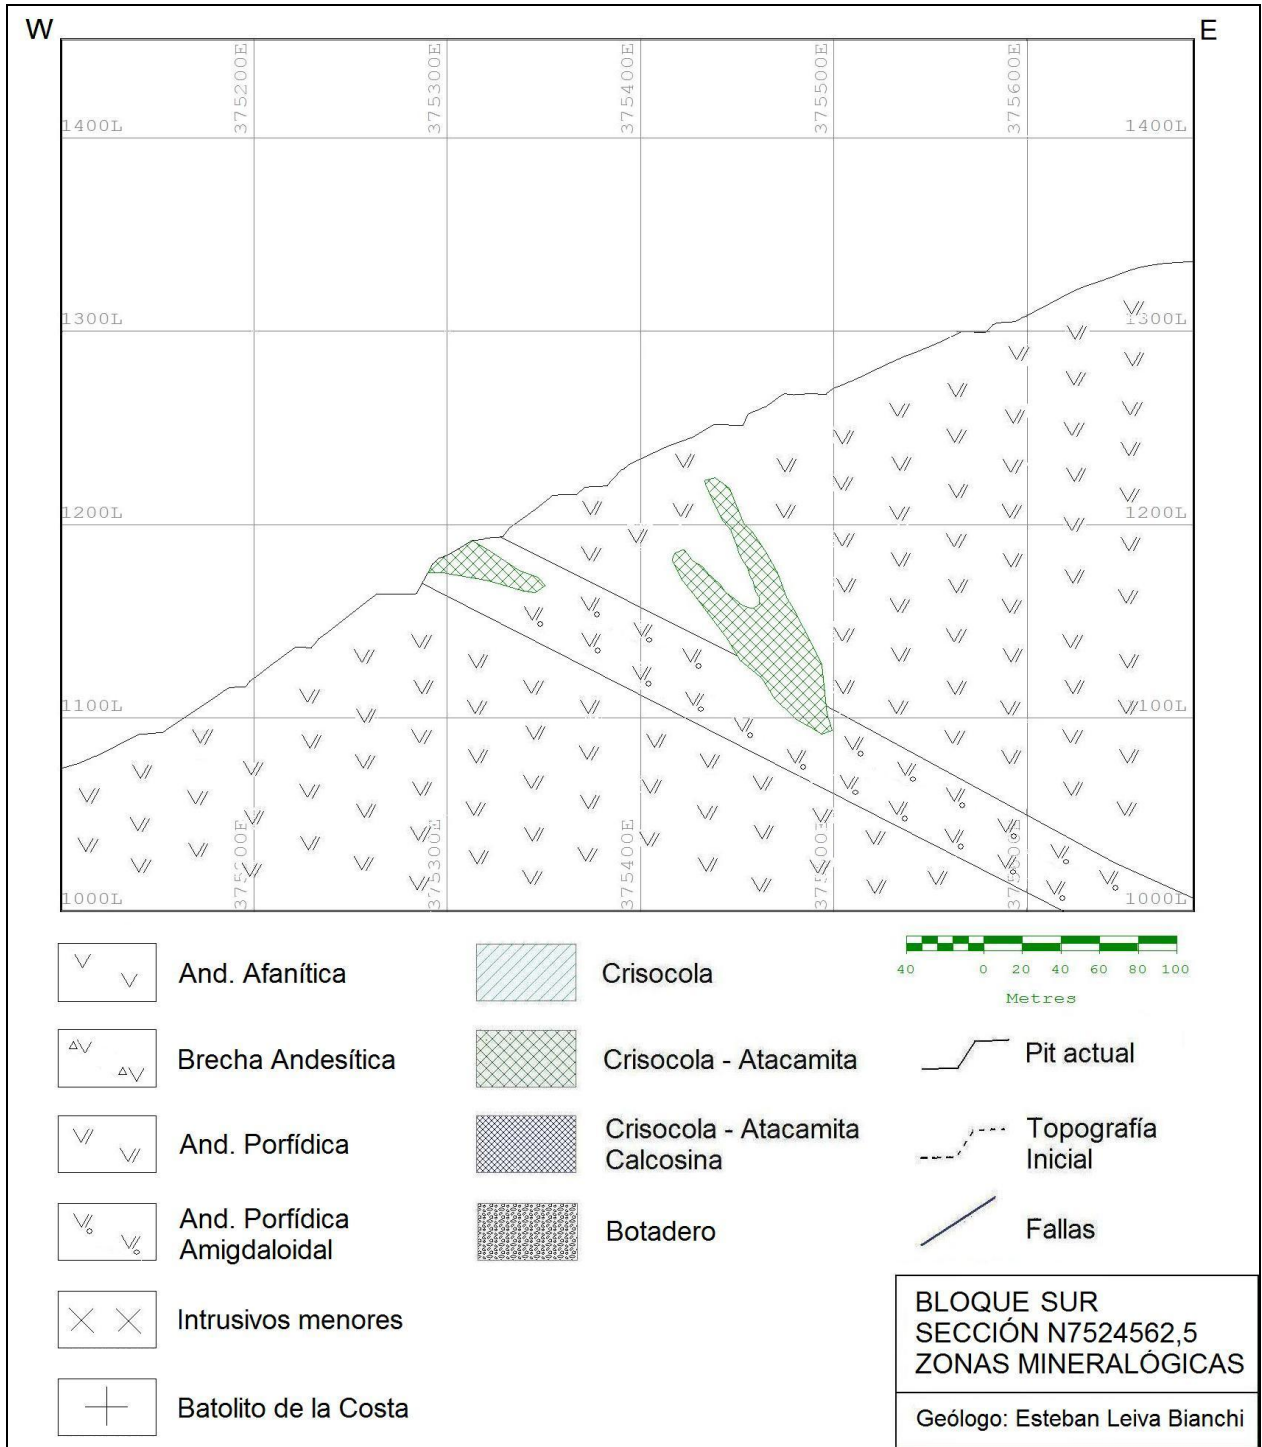 W
E
375200E
375300E
375400E
375500E
375600E
1400L
1400L
1300L
1300L
1200L
1200L
1100L
1100L
375200E
375300E
375400E
375500E
375600E
1000L
1000L
And. Afanítica
Brecha Andesítica
And. Porfídica
And. Porfídica
Amigdaloidal
Intrusivos menores
Batolito de la Costa
Crisocola
Crisocola - Atacamita
Crisocola - Atacamita
Calcosina
Botadero
40 0 20 40 60 80 100
Metres
Pit actual
Topografía
Inicial
Fallas
BLOQUE SUR
SECCIÓN N7524562,5
ZONAS MINERALÓGICAS
Geólogo: Esteban Leiva Bianchi